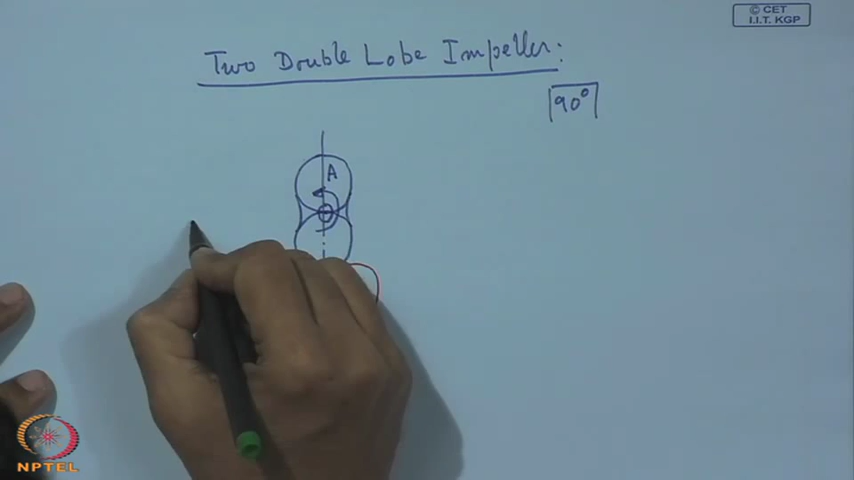 © CET
I.I.T. KGP
Two Double Lobe Impeller:
90°
A
NPTEL